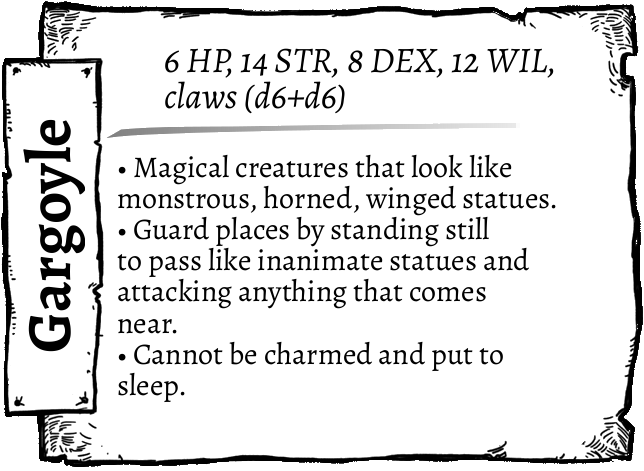 Gargoyle
6 HP, 14 STR, 8 DEX, 12 WIL,
claws (d6+d6)
• Magical creatures that look like
monstrous, horned, winged statues.
• Guard places by standing still
to pass like inanimate statues and
attacking anything that comes
near.
• Cannot be charmed and put to
sleep.